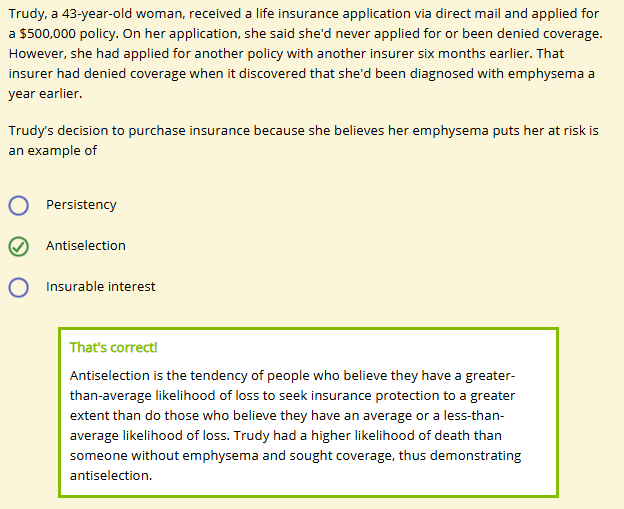 Trudy, a 43-year-old woman, received a life insurance application via direct mail and applied for
a $500,000 policy. On her application, she said she'd never applied for or been denied coverage.
However, she had applied for another policy with another insurer six months earlier. That
insurer had denied coverage when it discovered that she'd been diagnosed with emphysema a
year earlier.
Trudy's decision to purchase insurance because she believes her emphysema puts her at risk is
an example of
Persistency
Antiselection
Insurable interest
That's correct!
Antiselection is the tendency of people who believe they have a greater-
than-average likelihood of loss to seek insurance protection to a greater
extent than do those who believe they have an average or a less-than-
average likelihood of loss. Trudy had a higher likelihood of death than
someone without emphysema and sought coverage, thus demonstrating
antiselection.